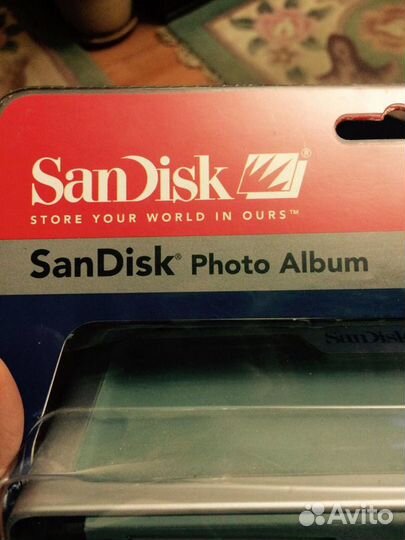 SanDisk®
STORE YOUR WORLD IN OURS™
SanDisk® Photo Album
SanDisk
Avito